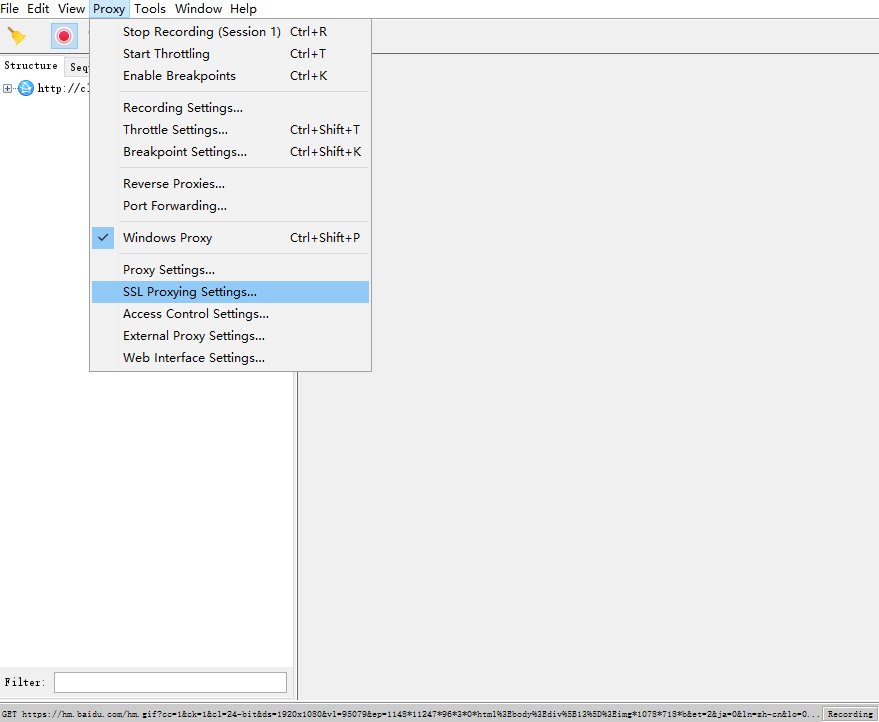 File Edit View Proxy Tools Window Help
Stop Recording (Session 1) Ctrl+R
Start Throttling Ctrl+T
Enable Breakpoints Ctrl+K
Recording Settings...
Throttle Settings... Ctrl+Shift+T
Breakpoint Settings... Ctrl+Shift+K
Reverse Proxies...
Port Forwarding...
Windows Proxy Ctrl+Shift+P
Proxy Settings...
SSL Proxying Settings...
Access Control Settings...
External Proxy Settings...
Web Interface Settings...
Structure Seq
http://cl
Filter:
GET https://hm.baidu.com/hm.gif?cc=1&ck=1&cl=24-bit&ds=1920x1080&vl=95079&ep=1148*11247*96*3*0*html%3Ebody%3Ediv%5B13%5D%3Eimg*1078*718*b&et=2&ja=0&ln=zh-cn&lo=0... Recording